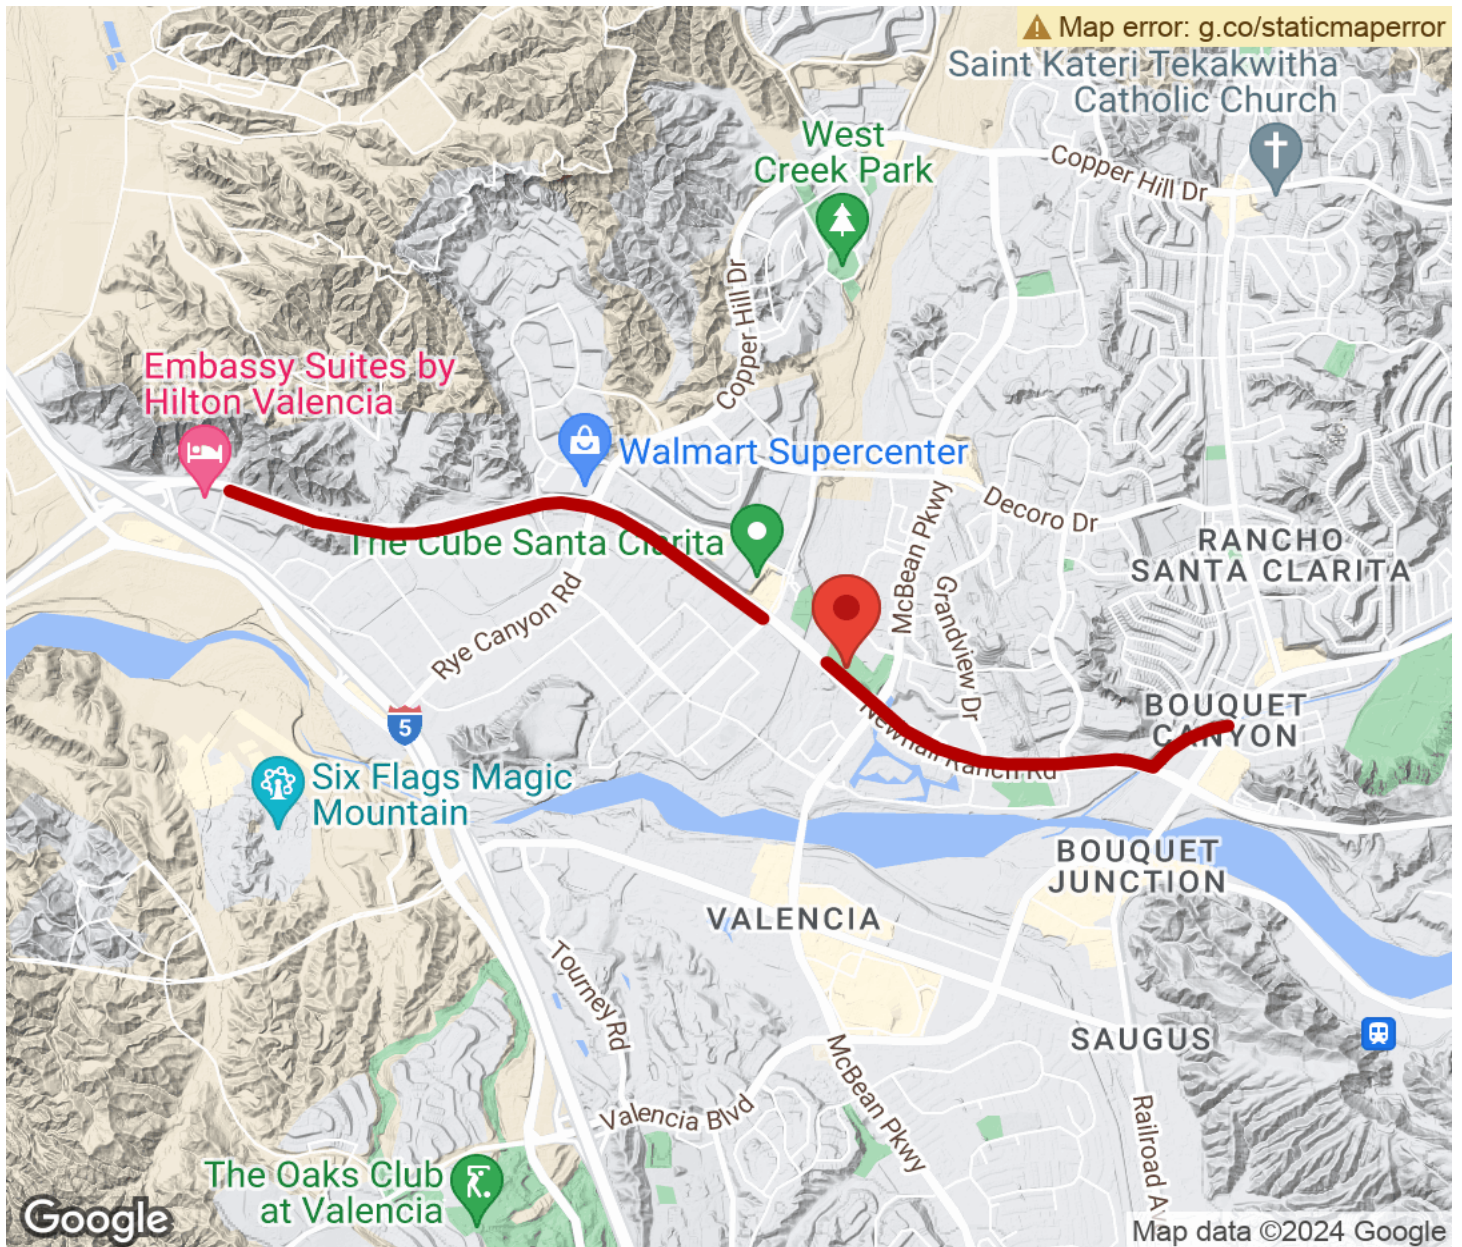 Map error: g.co/staticmaperror
Saint Kateri Tekakwitha
Catholic Church
West
Creek Park
Copper Hill Dr
Copper Hill Dr
Embassy Suites by
Hilton Valencia
Walmart Supercenter
Decoro Dr
McBean Pkwy
The Cube Santa Clarita
RANCHO
SANTA CLARITA
Grandview Dr
Rye Canyon Rd
5
Newhall Ranch Rd
BOUQUET
CANYON
Six Flags Magic
Mountain
BOUQUET
JUNCTION
VALENCIA
Tourney Rd
SAUGUS
McBean Pkwy
Valencia Blvd
Railroad Av
The Oaks Club
at Valencia
Google
Map data ©2024 Google